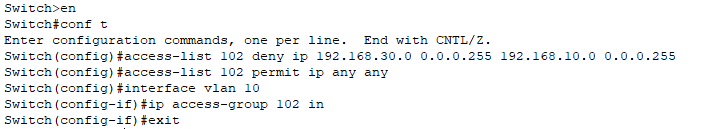 Switch>en
Switch#conf t
Enter configuration commands, one per line.  End with CNTL/Z.
Switch(config)#access-list 102 deny ip 192.168.30.0 0.0.0.255 192.168.10.0 0.0.0.255
Switch(config)#access-list 102 permit ip any any
Switch(config)#interface vlan 10
Switch(config-if)#ip access-group 102 in
Switch(config-if)#exit